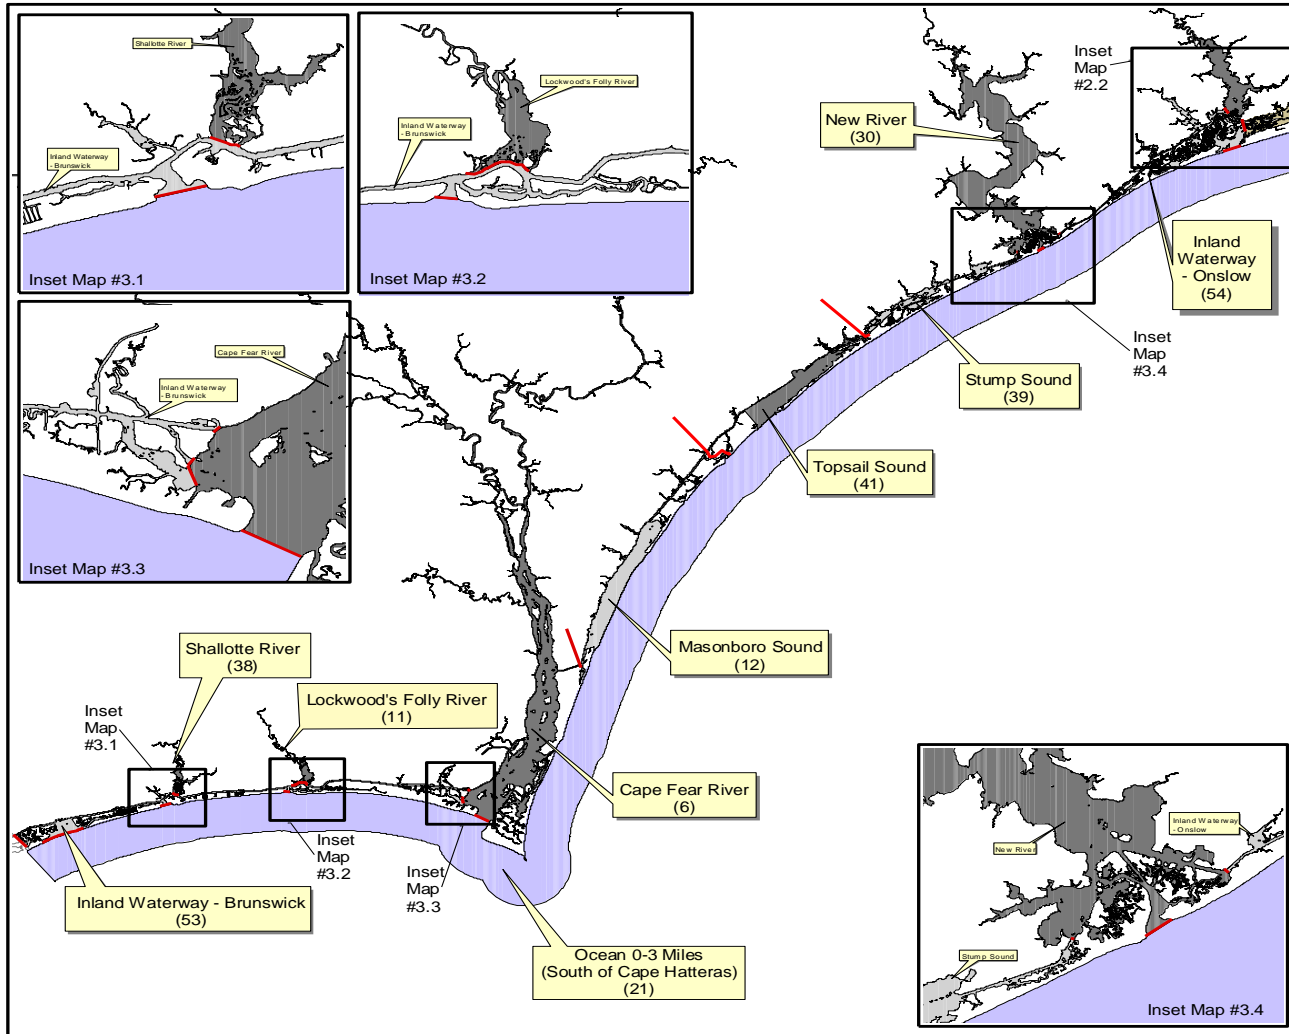 Shallotte River
Inland Waterway
- Brunswick
Inset Map #3.1
Lockwood's Folly River
Inland Waterway
- Brunswick
Inset Map #3.2
New River
(30)
Inset
Map
#2.2
Inland
Waterway
- Onslow
(54)
Inset
Map
#3.4
Stump Sound
(39)
Topsail Sound
(41)
Cape Fear River
Inland Waterway
- Brunswick
Inset Map #3.3
Masonboro Sound
(12)
Shallotte River
(38)
Lockwood's Folly River
(11)
Inset
Map
#3.1
Cape Fear River
(6)
Inset
Map
#3.2
Inset
Map
#3.3
Inland Waterway - Brunswick
(53)
Ocean 0-3 Miles
(South of Cape Hatteras)
(21)
Inland Waterway
- Onslow
New River
Stump Sound
Inset Map #3.4